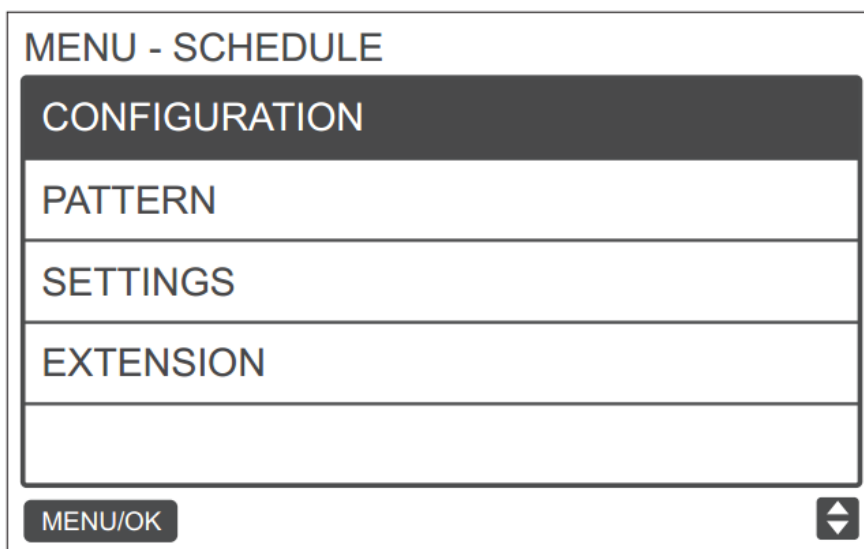 MENU - SCHEDULE
CONFIGURATION
PATTERN
SETTINGS
EXTENSION
MENU/OK